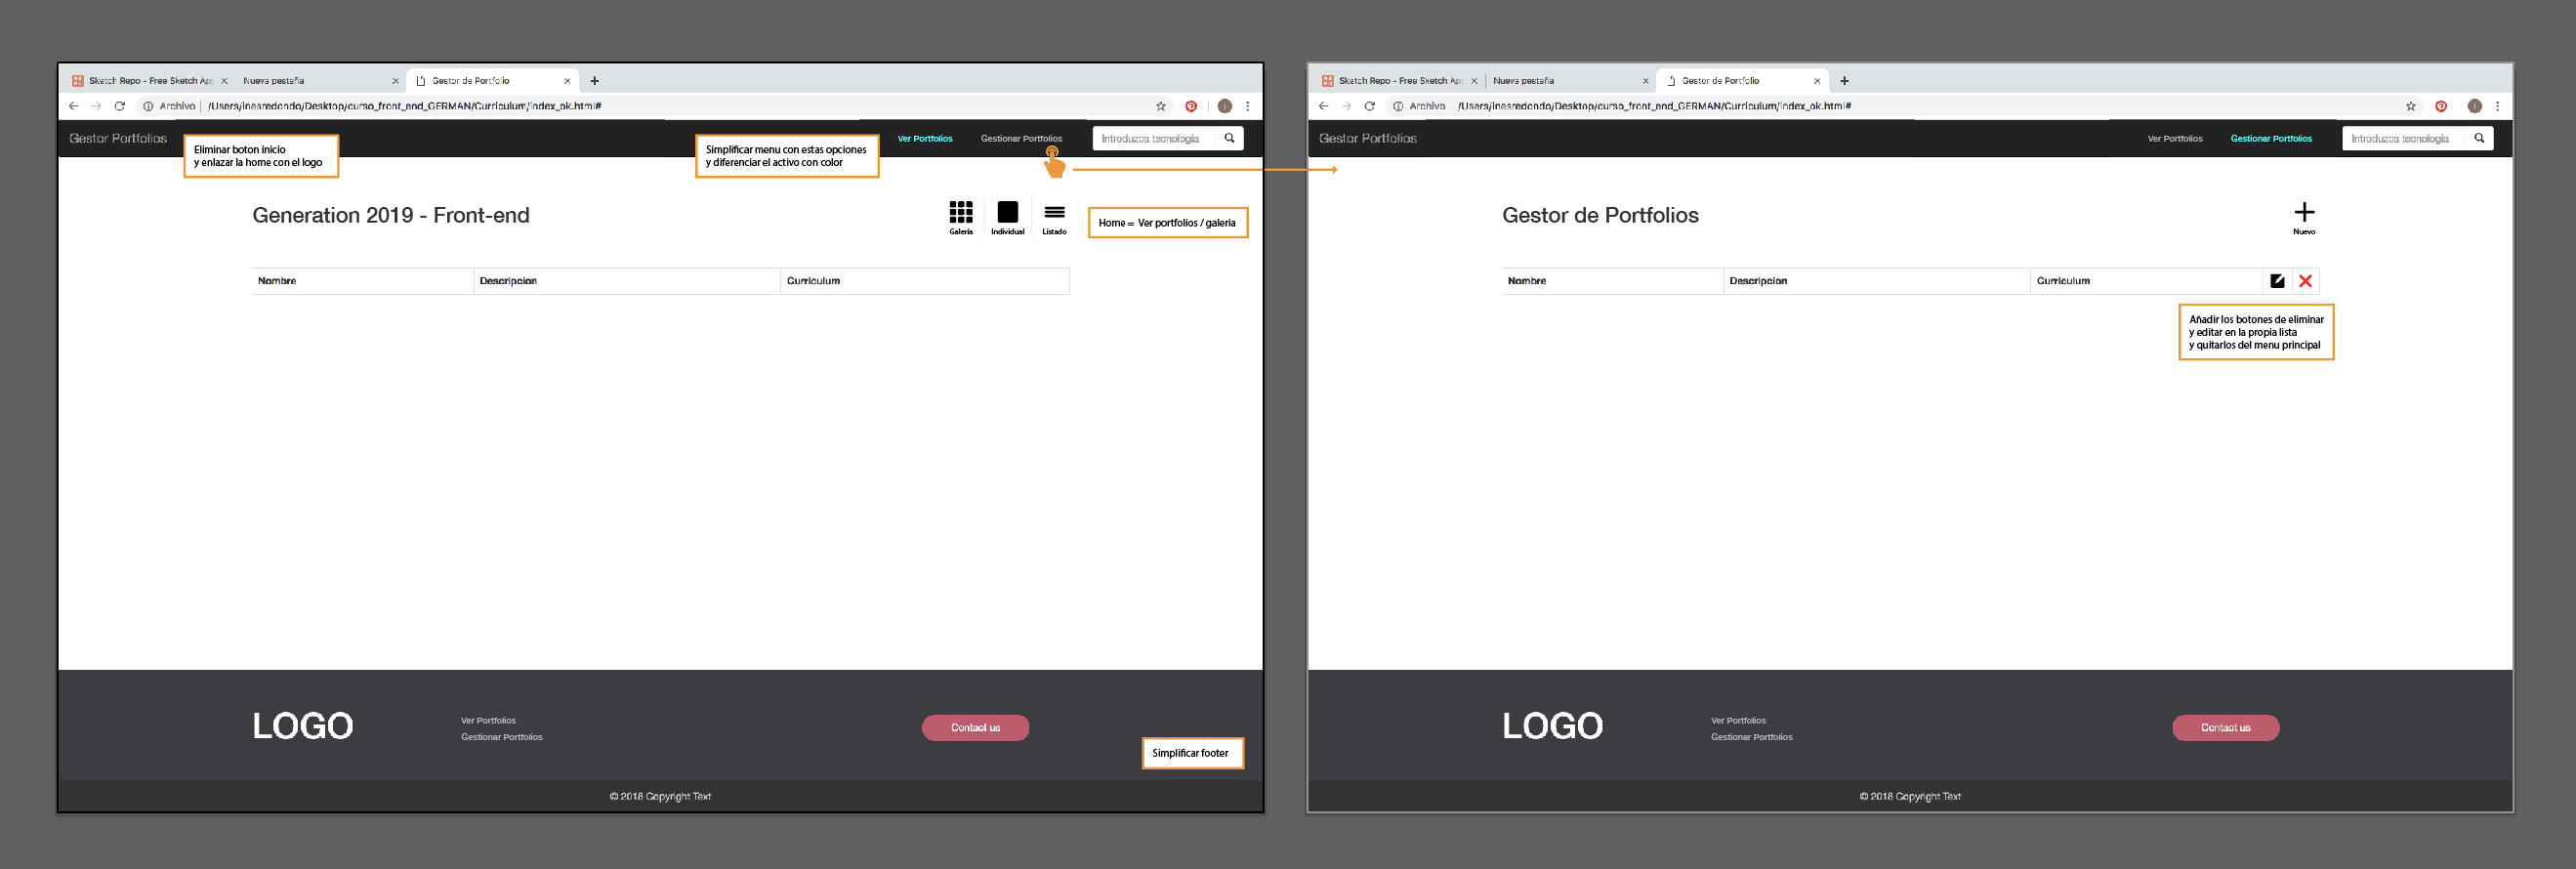 Sketch Repo - Free Sketch Ap
Nueva pestaña
Gestor de Portfolio
Archivo | /Users/inesredondo/Desktop/curso_front_end_GERMAN/Curriculum/index_ok.html#
Gestor Portfolios
Eliminar boton inicio
y enlazar la home con el logo
Simplificar menu con estas opciones
y diferenciar el activo con color
Ver Portfolios
Gestionar Portfolios
Introduzca tecnología
Generation 2019 - Front-end
Galería
Individual
Listado
Home = Ver portfolios / galeria
Nombre
Descripcion
Curriculum
LOGO
Ver Portfolios
Gestionar Portfolios
Contact us
Simplificar footer
© 2018 Copyright Text
Sketch Repo - Free Sketch Ap
Nueva pestaña
Gestor de Portfolio
Archivo /Users/inesredondo/Desktop/curso_front_end_GERMAN/Curriculum/index_ok.html#
Gestor Portfolios
Ver Portfolios
Gestionar Portfolios
Introduzca tecnología
Gestor de Portfolios
Nuevo
Nombre
Descripcion
Curriculum
Añadir los botones de eliminar
y editar en la propia lista
y quitarlos del menu principal
LOGO
Ver Portfolios
Gestionar Portfolios
Contact us
© 2018 Copyright Text